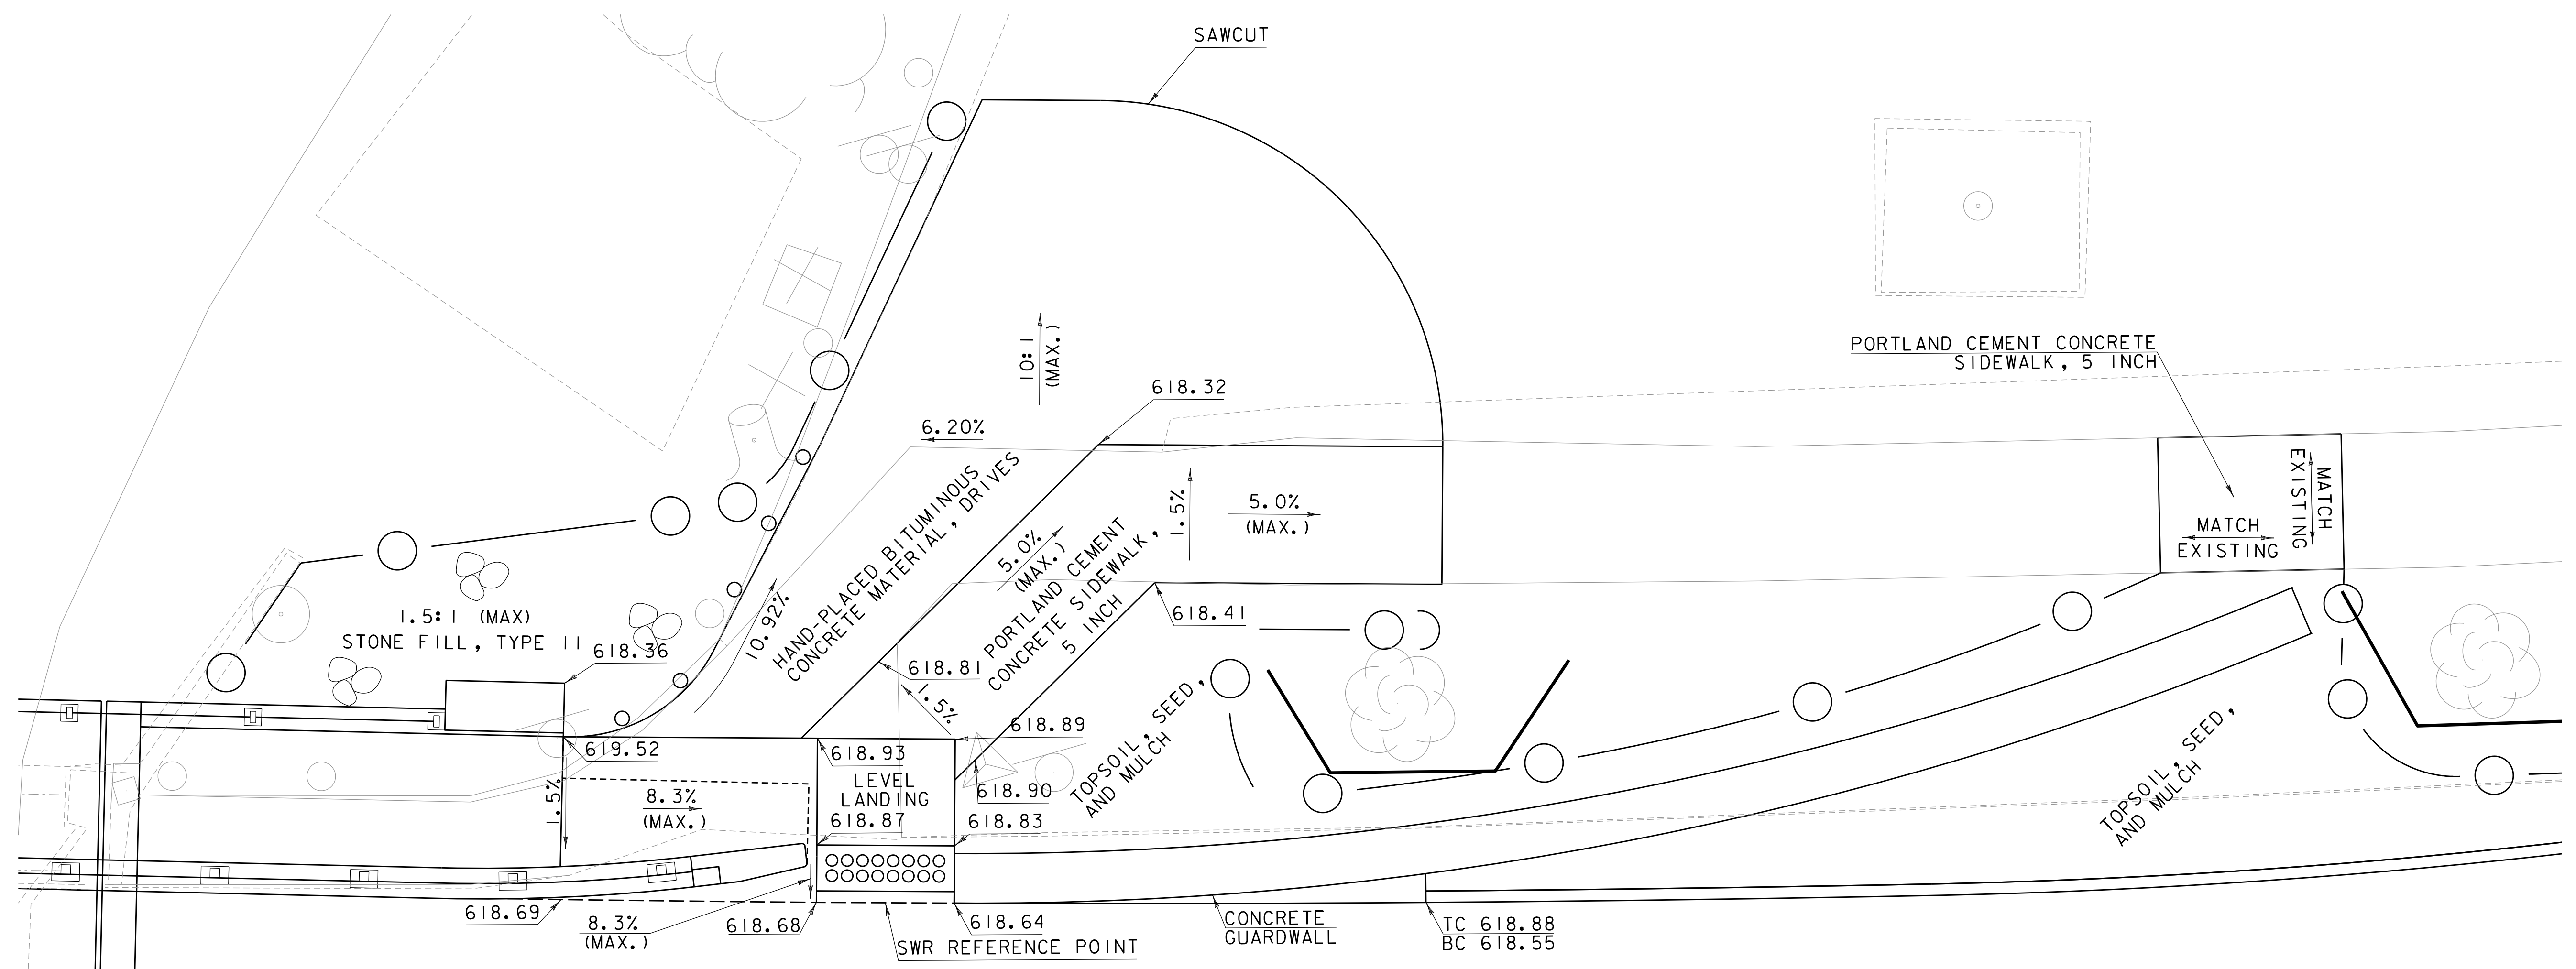 SAWCUT
10:1
(MAX.)
PORTLAND CEMENT CONCRETE
SIDEWALK, 5 INCH
618.32
6.20%
MATCH
EXISTING
MATCH
EXISTING
HAND-PLACED BITUMINOUS
CONCRETE MATERIAL, DRIVES
1.5%
5.0%
(MAX.)
5.0%
(MAX.)
PORTLAND CEMENT
CONCRETE SIDEWALK,
5 INCH
10.92%
618.41
1.5:1 (MAX)
STONE FILL, TYPE II
618.36
618.81
1.5%
TOPSOIL, SEED,
AND MULCH
618.89
TOPSOIL, SEED,
AND MULCH
619.52
618.93
LEVEL
LANDING
1.5%
8.3%
(MAX.)
618.90
618.87
618.83
618.69
8.3%
(MAX.)
618.68
618.64
SWR REFERENCE POINT
CONCRETE
GUARDWALL
TC 618.88
BC 618.55